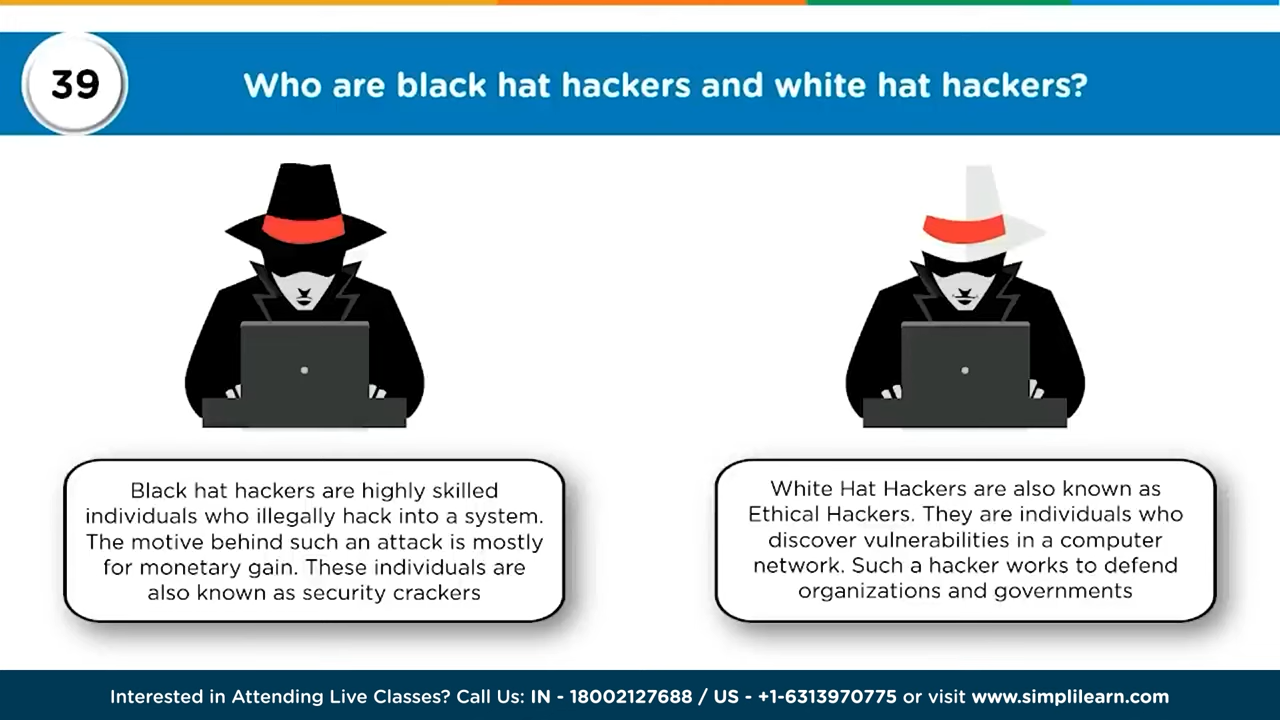 39
Who are black hat hackers and white hat hackers?
Black hat hackers are highly skilled
individuals who illegally hack into a system.
The motive behind such an attack is mostly
for monetary gain. These individuals are
also known as security crackers
White Hat Hackers are also known as
Ethical Hackers. They are individuals who
discover vulnerabilities in a computer
network. Such a hacker works to defend
organizations and governments
Interested in Attending Live Classes? Call Us: IN - 18002127688 / US - +1-6313970775 or visit www.simplilearn.com